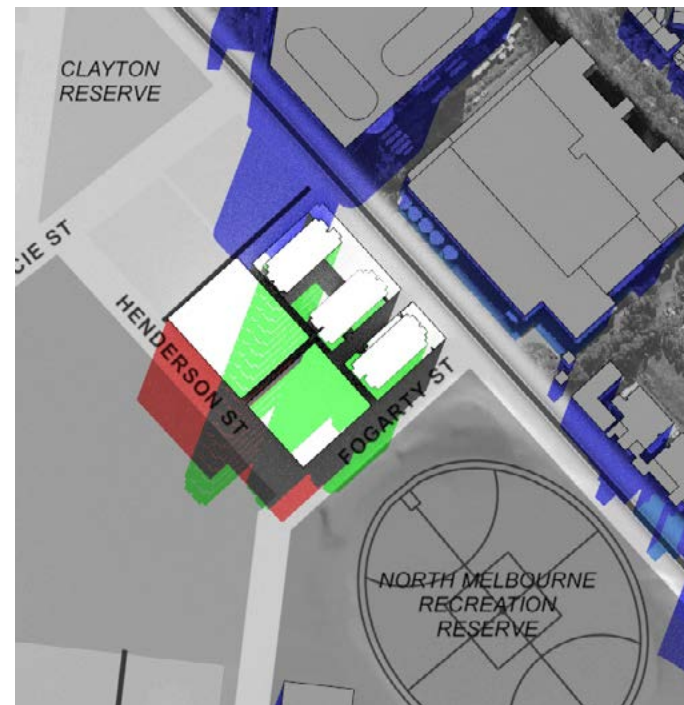 CLAYTON
RESERVE
CIE ST
HENDERSON ST
FOGARTY ST
NORTH MELBOURNE
RECREATION
RESERVE